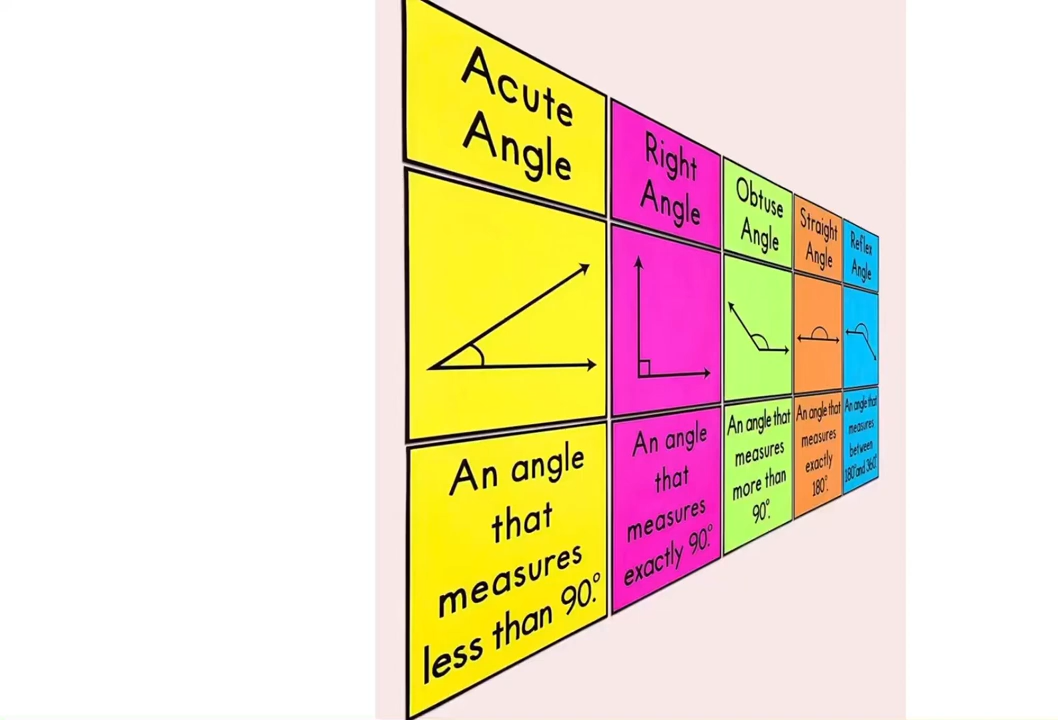 Acute
Angle
An angle
that
measures
less than 90°.
Right
Angle
An angle
that
measures
exactly 90°.
Obtuse
Angle
An angle that
measures
more than
90°.
Straight
Angle
An angle that
measures
exactly
180°.
Reflex
Angle
An angle that
measures
between
180° and 360°.